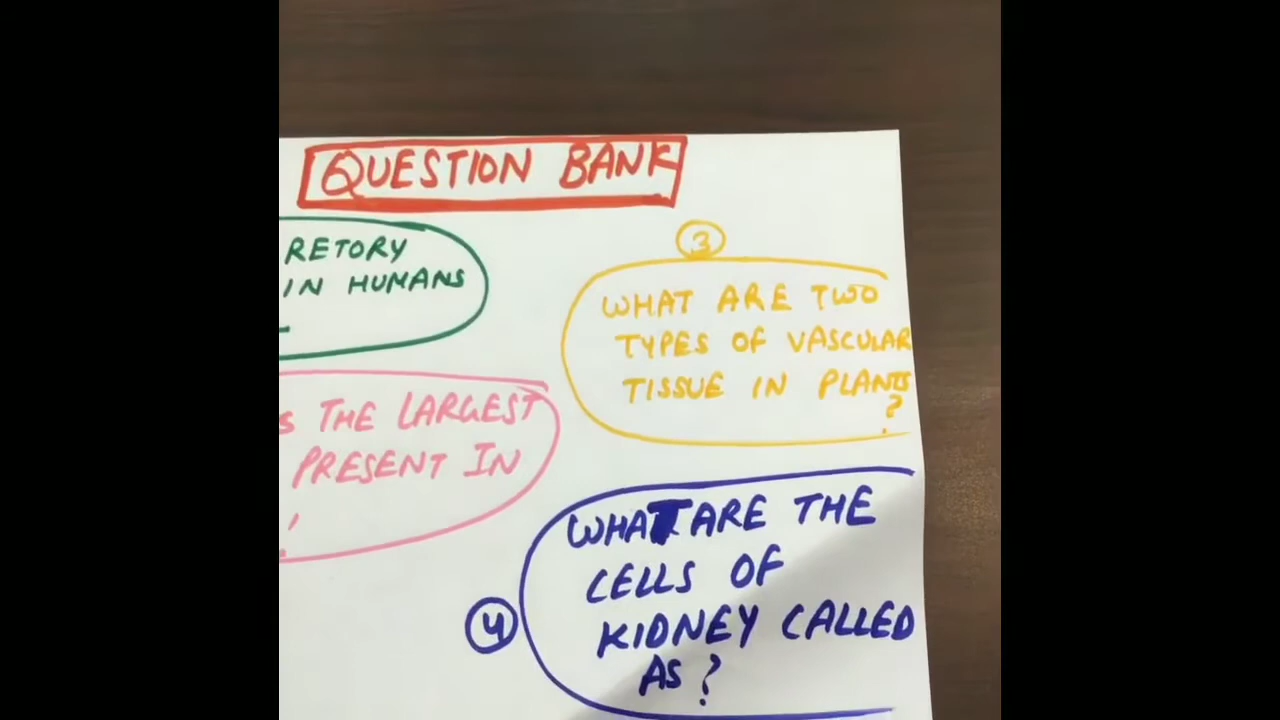 QUESTION BANK
RETORY
IN HUMANS
S THE LARGEST
PRESENT IN
3
WHAT ARE TWO
TYPES OF VASCULAR
TISSUE IN PLANTS
?
4
WHAT ARE THE
CELLS OF
KIDNEY CALLED
AS?